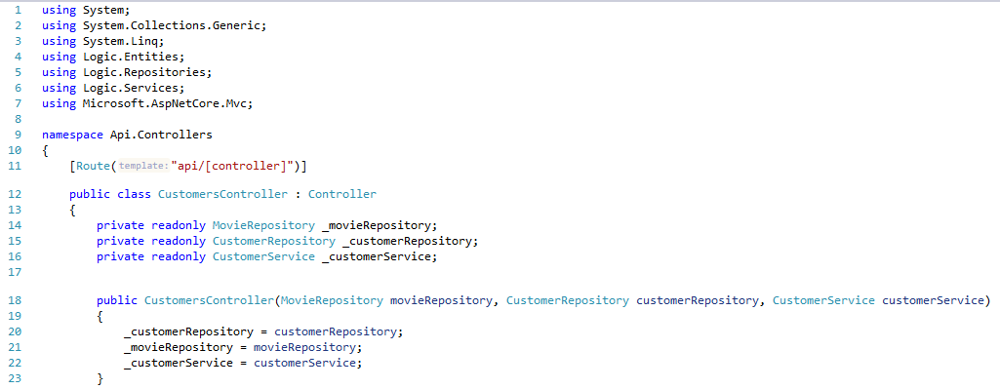 1 using System;
2 using System.Collections.Generic;
3 using System.Linq;
4 using Logic.Entities;
5 using Logic.Repositories;
6 using Logic.Services;
7 using Microsoft.AspNetCore.Mvc;
8
9 namespace Api.Controllers
10 {
11     [Route(template:"api/[controller]")]
12     public class CustomersController : Controller
13     {
14         private readonly MovieRepository _movieRepository;
15         private readonly CustomerRepository _customerRepository;
16         private readonly CustomerService _customerService;
17
18         public CustomersController(MovieRepository movieRepository, CustomerRepository customerRepository, CustomerService customerService)
19         {
20             _customerRepository = customerRepository;
21             _movieRepository = movieRepository;
22             _customerService = customerService;
23         }